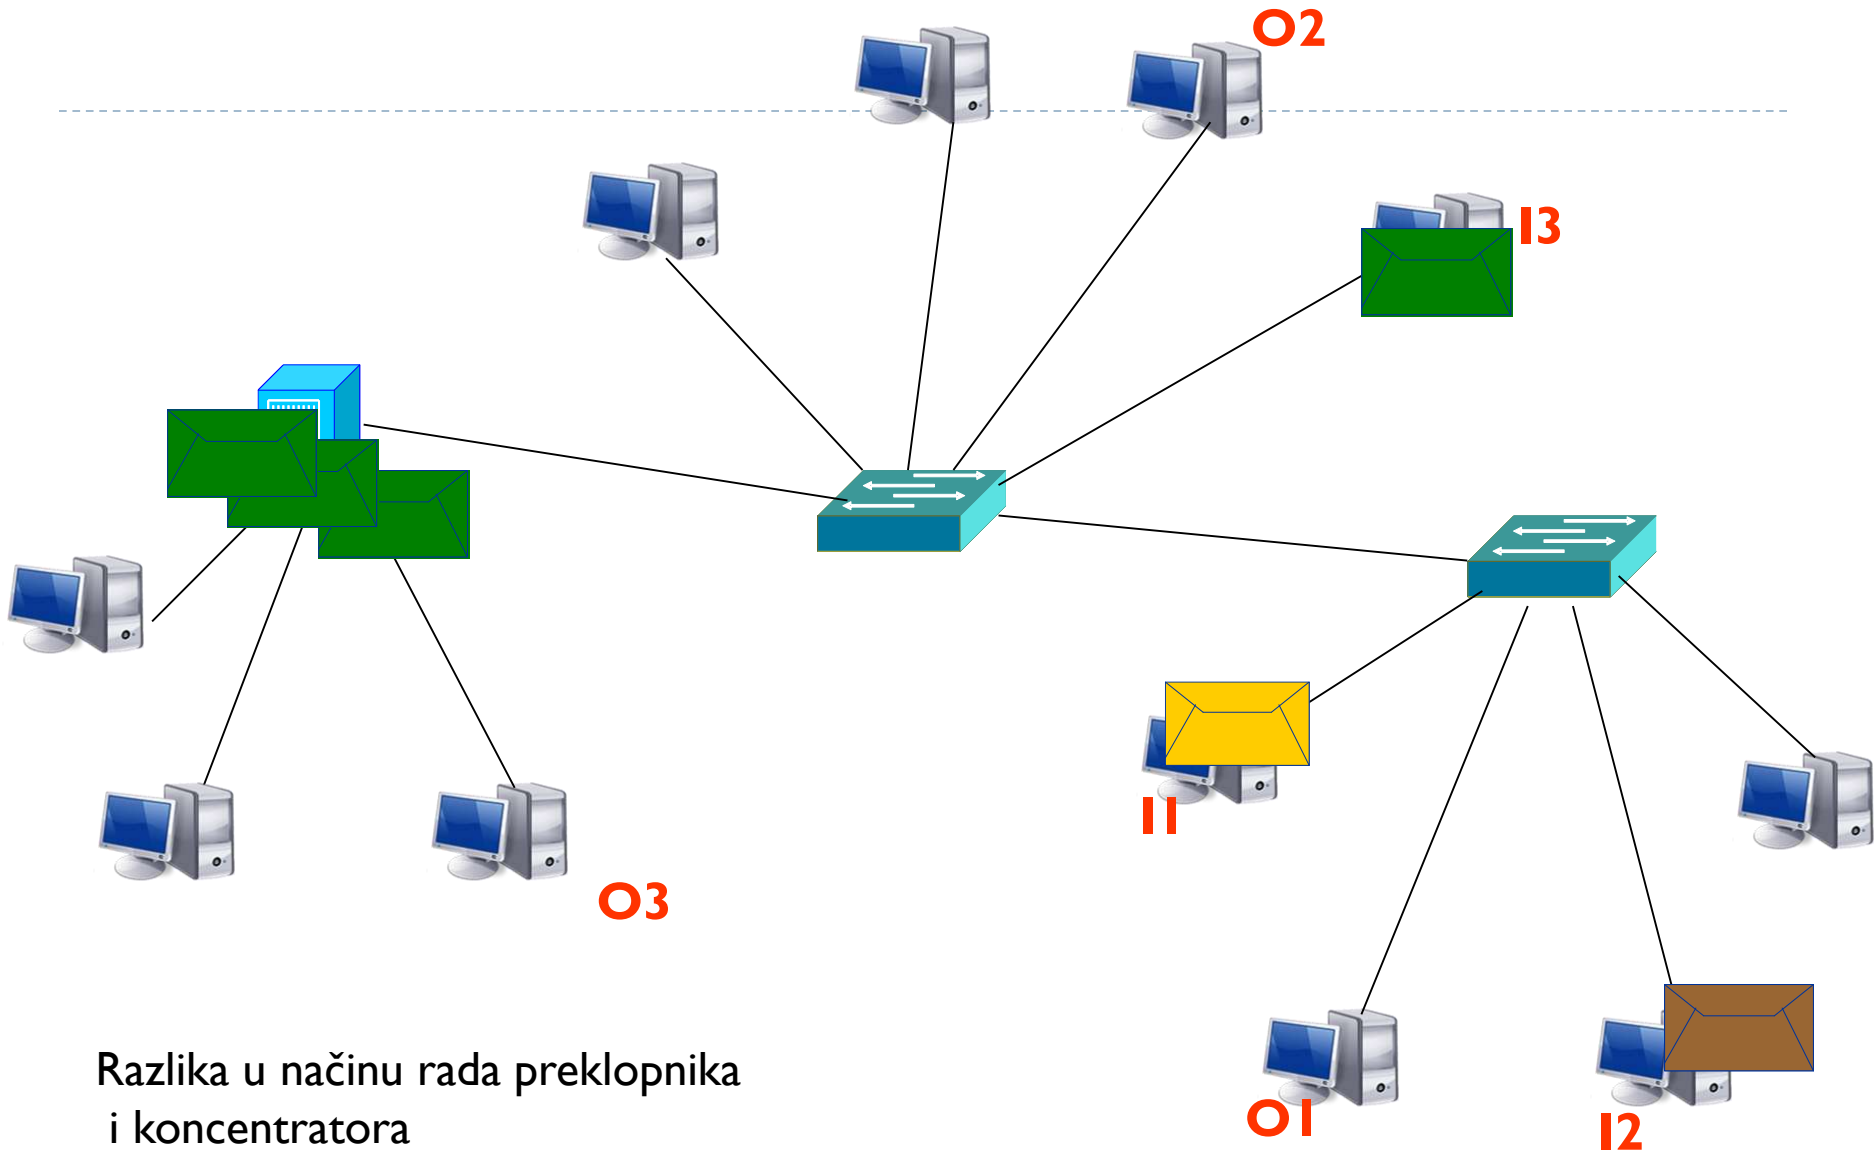 O2
I3
I1
O3
O1
I2
Razlika u načinu rada preklopnika
i koncentratora